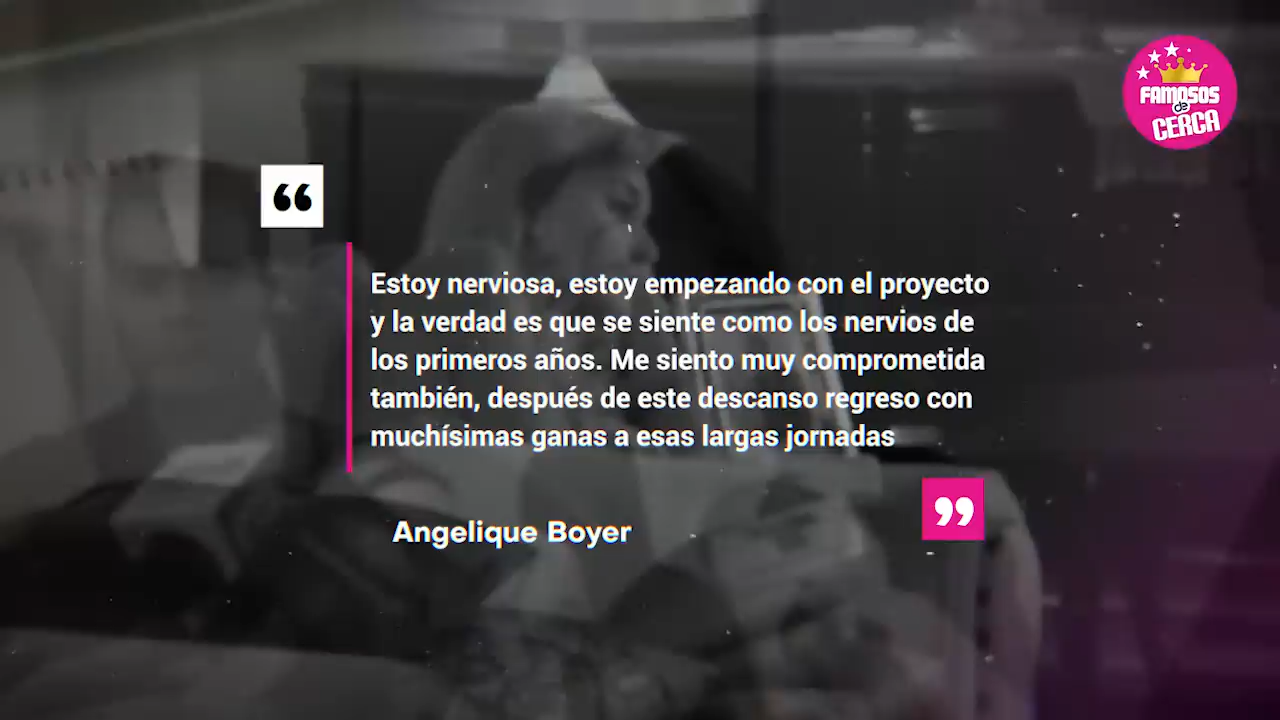 FAMOSOS
de
CERCA
“
Estoy nerviosa, estoy empezando con el proyecto
y la verdad es que se siente como los nervios de
los primeros años. Me siento muy comprometida
también, después de este descanso regreso con
muchísimas ganas a esas largas jornadas
”
Angelique Boyer